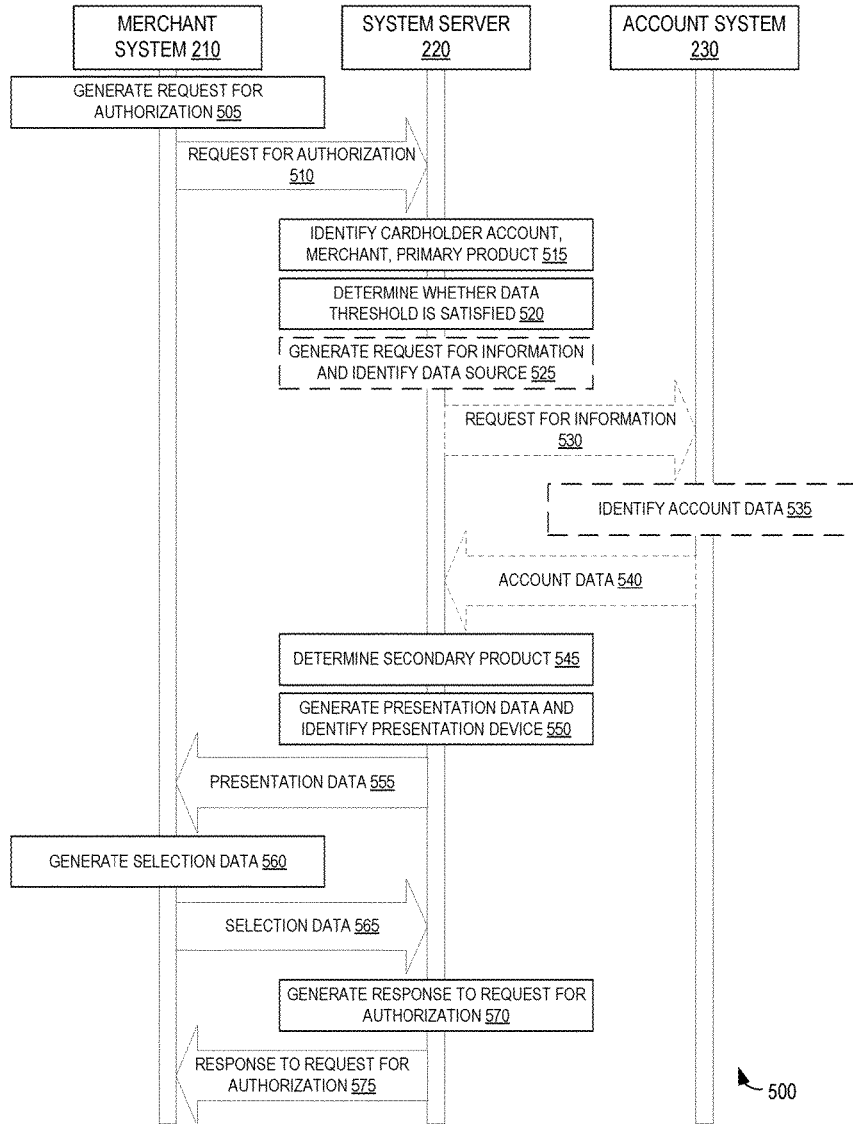 MERCHANT
SYSTEM 210
SYSTEM SERVER
220
ACCOUNT SYSTEM
230
GENERATE REQUEST FOR
AUTHORIZATION 505
REQUEST FOR AUTHORIZATION
510
IDENTIFY CARDHOLDER ACCOUNT,
MERCHANT, PRIMARY PRODUCT 515
DETERMINE WHETHER DATA
THRESHOLD IS SATISFIED 520
GENERATE REQUEST FOR INFORMATION
AND IDENTIFY DATA SOURCE 525
REQUEST FOR INFORMATION
530
IDENTIFY ACCOUNT DATA 535
ACCOUNT DATA 540
DETERMINE SECONDARY PRODUCT 545
GENERATE PRESENTATION DATA AND
IDENTIFY PRESENTATION DEVICE 550
PRESENTATION DATA 555
GENERATE SELECTION DATA 560
SELECTION DATA 565
GENERATE RESPONSE TO REQUEST FOR
AUTHORIZATION 570
RESPONSE TO REQUEST FOR
AUTHORIZATION 575
500